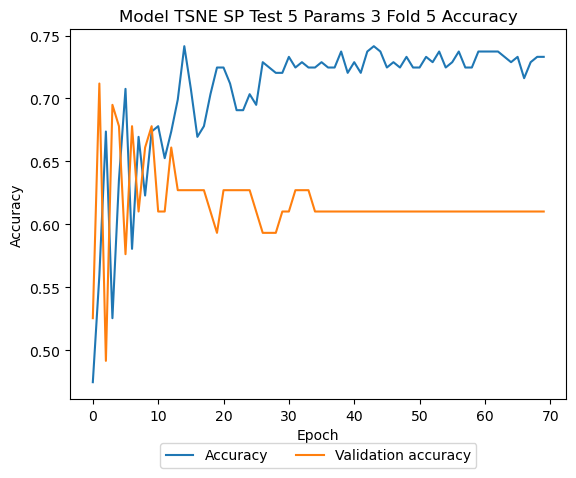 Model TSNE SP Test 5 Params 3 Fold 5 Accuracy
0.75
0.70
0.65
0.60
0.55
0.50
Accuracy
0 10 20 30 40 50 60 70
Epoch
Accuracy Validation accuracy